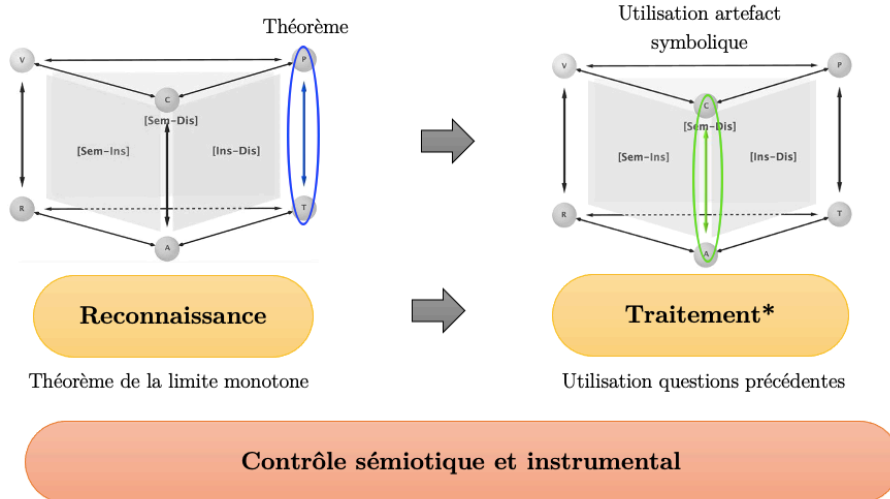 Théorème
V
P
C
[Sem-Dis]
[Sem-Ins]
[Ins-Dis]
R
T
A
Utilisation artefact
symbolique
V
P
C
[Sem-Dis]
[Sem-Ins]
[Ins-Dis]
R
T
A
Reconnaissance
Traitement*
Théorème de la limite monotone
Utilisation questions précédentes
Contrôle sémiotique et instrumental